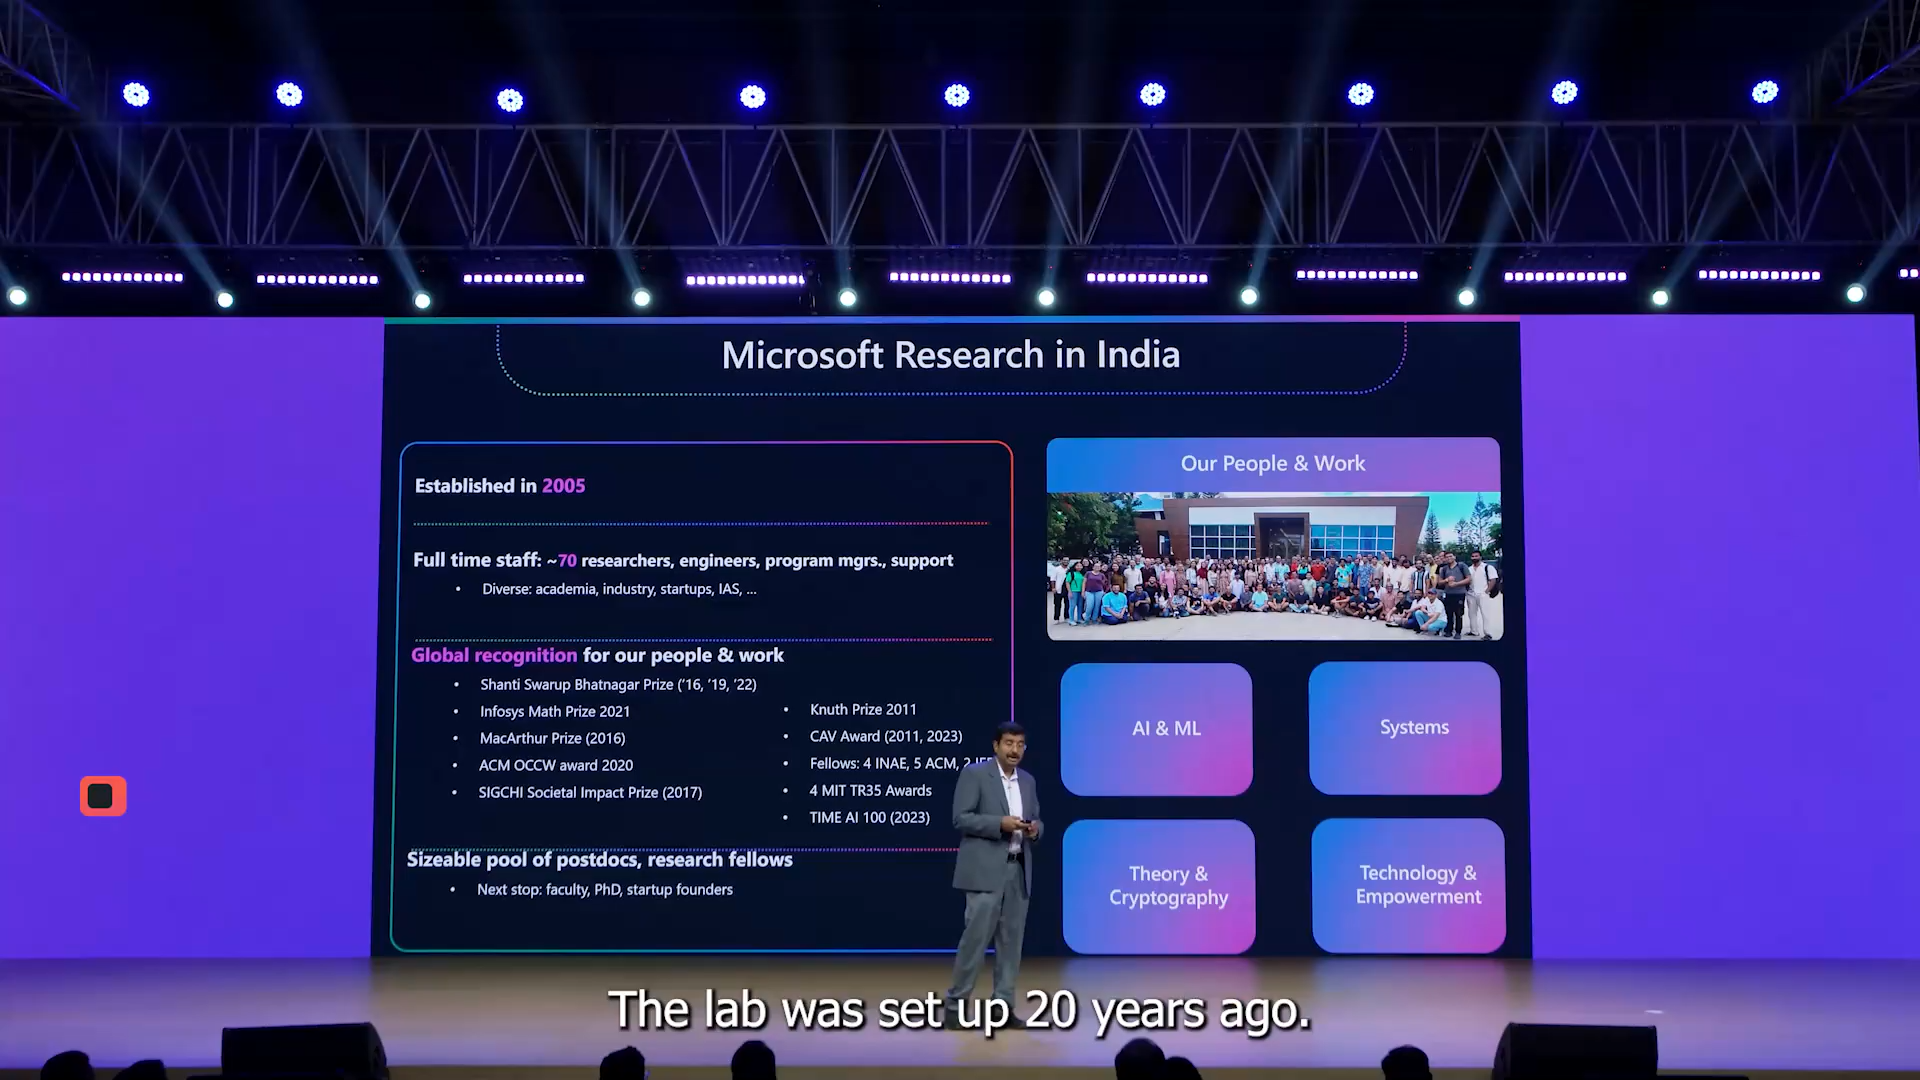 Microsoft Research in India
Established in 2005
Full time staff: ~70 researchers, engineers, program mgrs., support
• Diverse: academia, industry, startups, IAS, ...
Global recognition for our people & work
• Shanti Swarup Bhatnagar Prize ('16, '19, '22)
• Infosys Math Prize 2021
• MacArthur Prize (2016)
• ACM OCCW award 2020
• SIGCHI Societal Impact Prize (2017)
• Knuth Prize 2011
• CAV Award (2011, 2023)
• Fellows: 4 INAE, 5 ACM, 2
• 4 MIT TR35 Awards
• TIME AI 100 (2023)
Sizeable pool of postdocs, research fellows
• Next stop: faculty, PhD, startup founders
Our People & Work
AI & ML
Systems
Theory &
Cryptography
Technology &
Empowerment
The lab was set up 20 years ago.